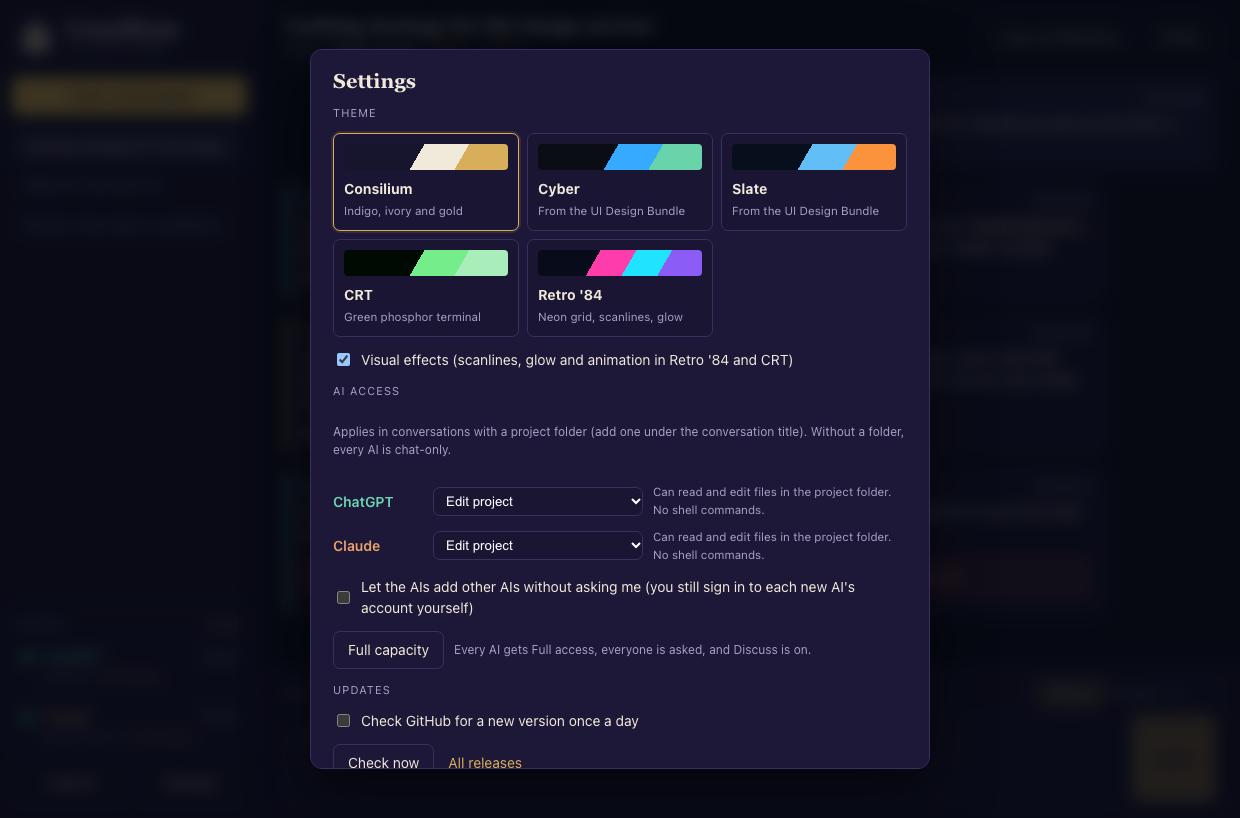 Settings
THEME
Consilium
Indigo, ivory and gold
Cyber
From the UI Design Bundle
Slate
From the UI Design Bundle
CRT
Green phosphor terminal
Retro '84
Neon grid, scanlines, glow
Visual effects (scanlines, glow and animation in Retro '84 and CRT)
AI ACCESS
Applies in conversations with a project folder (add one under the conversation title). Without a folder,
every AI is chat-only.
ChatGPT
Edit project
Can read and edit files in the project folder.
No shell commands.
Claude
Edit project
Can read and edit files in the project folder.
No shell commands.
Let the AIs add other AIs without asking me (you still sign in to each new AI's
account yourself)
Full capacity
Every AI gets Full access, everyone is asked, and Discuss is on.
UPDATES
Check GitHub for a new version once a day
Check now
All releases